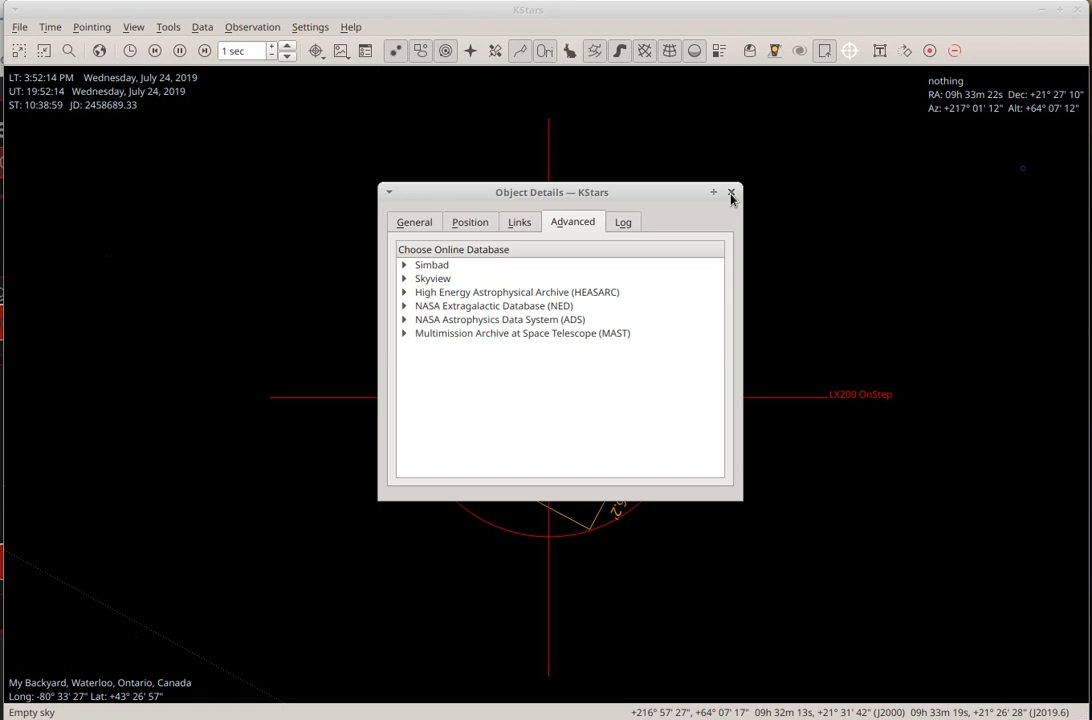 KStars
File Time Pointing View Tools Data Observation Settings Help
1 sec
Ori
LT: 3:52:14 PM Wednesday, July 24, 2019
UT: 19:52:14 Wednesday, July 24, 2019
ST: 10:38:59 JD: 2458689.33
nothing
RA: 09h 33m 22s Dec: +21° 27' 10"
Az: +217° 01' 12" Alt: +64° 07' 12"
Object Details — KStars
General Position Links Advanced Log
Choose Online Database
Simbad
Skyview
High Energy Astrophysical Archive (HEASARC)
NASA Extragalactic Database (NED)
NASA Astrophysics Data System (ADS)
Multimission Archive at Space Telescope (MAST)
LX200 OnStep
My Backyard, Waterloo, Ontario, Canada
Long: -80° 33' 27" Lat: +43° 26' 57"
Empty sky
+216° 57' 27", +64° 07' 17" 09h 32m 13s, +21° 31' 42" (J2000) 09h 33m 19s, +21° 26' 28" (J2019.6)